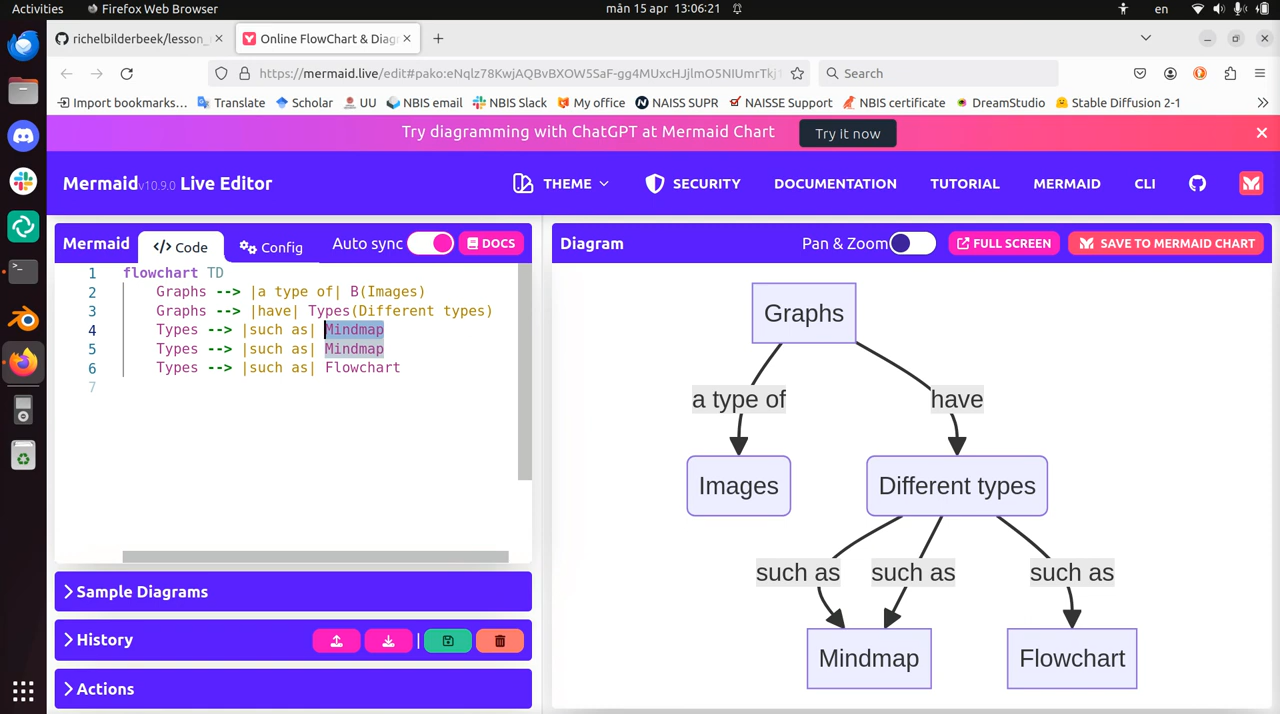 Activities
Firefox Web Browser
mån 15 apr 13:06:21
en
richelbilderbeek/lesson_
Online FlowChart & Diag
https://mermaid.live/edit#pako:eNqlz78KwjAQBvBXOW5SaF-gg4MUxcHJjlmO5NIUmrTkj
Search
Import bookmarks...
Translate
Scholar
UU
NBIS email
NBIS Slack
My office
NAISS SUPR
NAISSE Support
NBIS certificate
DreamStudio
Stable Diffusion 2-1
Try diagramming with ChatGPT at Mermaid Chart
Try it now
Mermaid v10.9.0 Live Editor
THEME
SECURITY
DOCUMENTATION
TUTORIAL
MERMAID
CLI
Mermaid
</> Code
Config
Auto sync
DOCS
1 flowchart TD
2 Graphs --> |a type of| B(Images)
3 Graphs --> |have| Types(Different types)
4 Types --> |such as| Mindmap
5 Types --> |such as| Mindmap
6 Types --> |such as| Flowchart
7
Sample Diagrams
History
Actions
Diagram
Pan & Zoom
FULL SCREEN
SAVE TO MERMAID CHART
Graphs
a type of
have
Images
Different types
such as
such as
such as
Mindmap
Flowchart